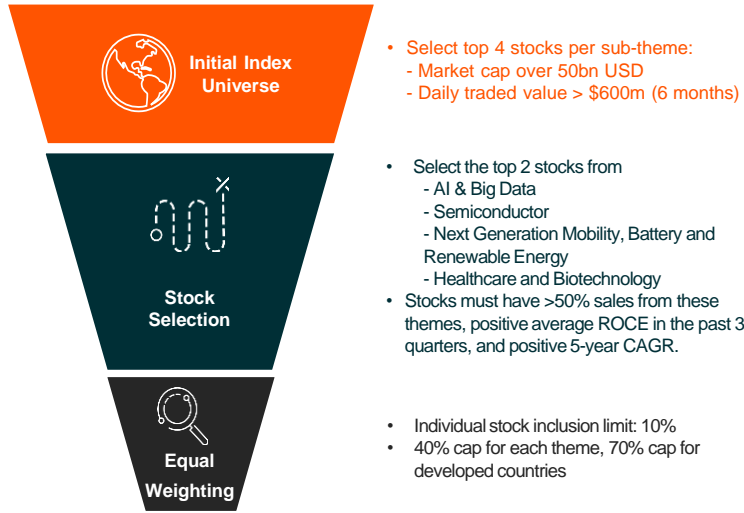 Initial Index
Universe
• Select top 4 stocks per sub-theme:
- Market cap over 50bn USD
- Daily traded value > $600m (6 months)
Stock
Selection
• Select the top 2 stocks from
- AI & Big Data
- Semiconductor
- Next Generation Mobility, Battery and
Renewable Energy
- Healthcare and Biotechnology
• Stocks must have >50% sales from these
themes, positive average ROCE in the past 3
quarters, and positive 5-year CAGR.
Equal
Weighting
• Individual stock inclusion limit: 10%
• 40% cap for each theme, 70% cap for
developed countries